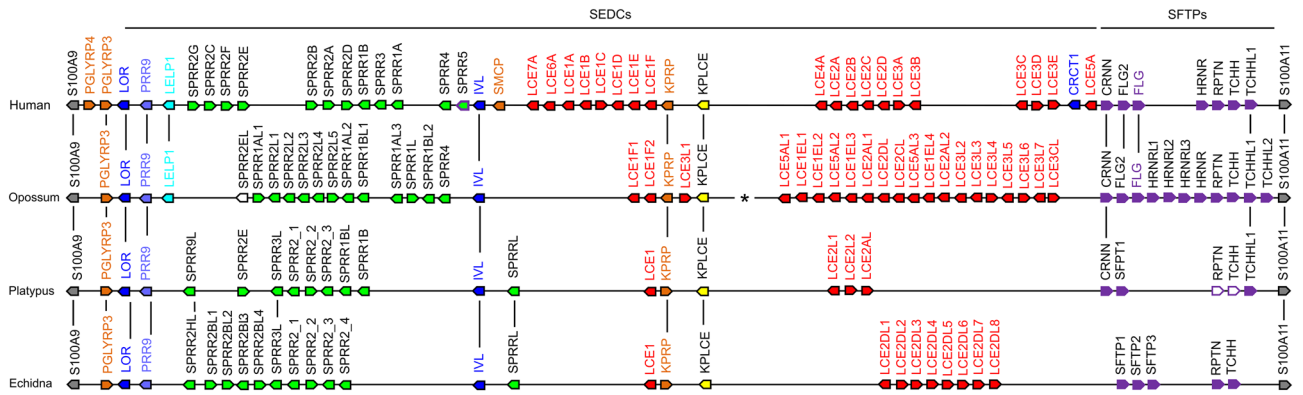 SEDCs SFTPs
S100A9 PGLYRP4 PGLYRP3 LOR PRR9 LELP1 SPRR2G SPRR2C SPRR2F SPRR2E SPRR2B SPRR2A SPRR2D SPRR1B SPRR3 SPRR1A SPRR4 SPRR5 IVL SMCP LCE7A LCE6A LCE1A LCE1B LCE1C LCE1D LCE1E LCE1F KPRP KPLCE LCE4A LCE2A LCE2B LCE2C LCE2D LCE3A LCE3B LCE3C LCE3D LCE3E CRCT1 LCE5A CRNN FLG2 FLG HRNR RPTN TCHH TCHHL1 S100A11
Human
S100A9 PGLYRP3 LOR PRR9 LELP1 SPRR2EL SPRR1AL1 SPRR2L1 SPRR2L2 SPRR2L3 SPRR2L4 SPRR2L5 SPRR1AL2 SPRR1BL1 SPRR1AL3 SPRR1L SPRR1BL2 SPRR4 IVL LCE1F1 LCE1F2 KPRP LCE3L1 KPLCE * LCE5AL1 LCE1EL1 LCE1EL2 LCE1EL3 LCE2AL1 LCE2DL LCE2CL LCE5AL3 LCE1EL4 LCE2AL2 LCE3L2 LCE3L3 LCE3L4 LCE3L5 LCE3L6 LCE3L7 LCE3CL CRNN FLG2 FLG HRNRL1 HRNRL2 HRNRL3 HRNR RPTN TCHH TCHHL1 TCHHL2 S100A11
Opossum
S100A9 PGLYRP3 LOR PRR9 SPRR9L SPRR2E SPRR3L SPRR2_1 SPRR2_2 SPRR2_3 SPRR1BL SPRR1B IVL SPRRL LCE1 KPRP KPLCE LCE2L1 LCE2L2 LCE2AL CRNN SFPT1 RPTN TCHH TCHHL1 S100A11
Platypus
S100A9 PGLYRP3 LOR PRR9 SPRR2HL SPRR2BL1 SPRR2BL2 SPRR2Bl3 SPRR2BL4 SPRR3L SPRR2_1 SPRR2_2 SPRR2_3 SPRR2_4 IVL SPRRL LCE1 KPRP KPLCE LCE2DL1 LCE2DL2 LCE2DL3 LCE2DL4 LCE2DL5 LCE2DL6 LCE2DL7 LCE2DL8 SFTP1 SFTP2 SFTP3 RPTN TCHH S100A11
Echidna